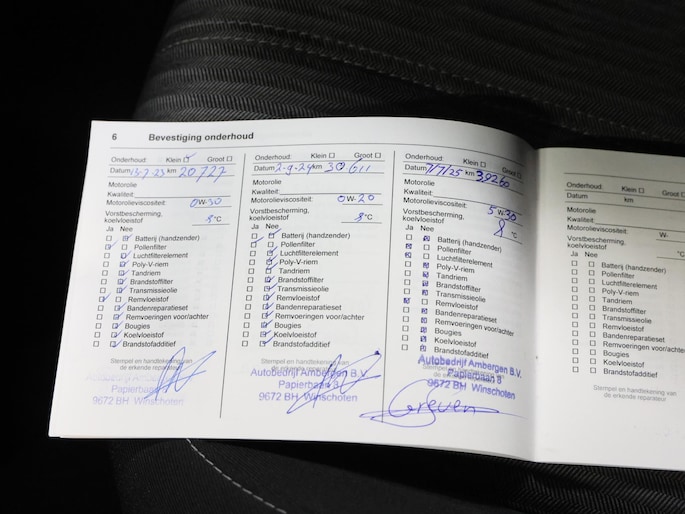 6 Bevestiging onderhoud
Onderhoud: Klein Groot
Datum 13-7-23 km 20727
Motorolie
Kwaliteit:
Motorolieviscositeit: 0W-30
Vorstbescherming,
koelvloeistof 8 °C
Ja Nee
Batterij (handzender)
Pollenfilter
Luchtfilterelement
Poly-V-riem
Tandriem
Brandstoffilter
Transmissieolie
Remvloeistof
Bandenreparatieset
Remvoeringen voor/achter
Bougies
Koelvloeistof
Brandstofadditief
Stempel en handtekening van
de erkende reparateur
Autobedrijf Ambergen B.V.
Papierbaan 3
9672 BH Winschoten
Onderhoud: Klein Groot
Datum 2-9-24 km 30611
Motorolie
Kwaliteit:
Motorolieviscositeit: 0W-20
Vorstbescherming,
koelvloeistof 8 °C
Ja Nee
Batterij (handzender)
Pollenfilter
Luchtfilterelement
Poly-V-riem
Tandriem
Brandstoffilter
Transmissieolie
Remvloeistof
Bandenreparatieset
Remvoeringen voor/achter
Bougies
Koelvloeistof
Brandstofadditief
Stempel en handtekening van
de erkende reparateur
Autobedrijf Ambergen B.V.
Papierbaan 3
9672 BH Winschoten
Onderhoud: Klein Groot
Datum 7/7/25 km 39260
Motorolie
Kwaliteit:
Motorolieviscositeit: 5W30
Vorstbescherming,
koelvloeistof 8 °C
Ja Nee
Batterij (handzender)
Pollenfilter
Luchtfilterelement
Poly-V-riem
Tandriem
Brandstoffilter
Transmissieolie
Remvloeistof
Bandenreparatieset
Remvoeringen voor/achter
Bougies
Koelvloeistof
Brandstofadditief
Autobedrijf Ambergen B.V.
Papierbaan 3
9672 BH Winschoten
Greven
Onderhoud: Klein Groot
Datum km
Motorolie
Kwaliteit:
Motorolieviscositeit: W-
Vorstbescherming,
koelvloeistof °C
Ja Nee
Batterij (handzender)
Pollenfilter
Luchtfilterelement
Poly-V-riem
Tandriem
Brandstoffilter
Transmissieolie
Remvloeistof
Bandenreparatieset
Remvoeringen voor/achter
Bougies
Koelvloeistof
Brandstofadditief
Stempel en handtekening van
de erkende reparateur